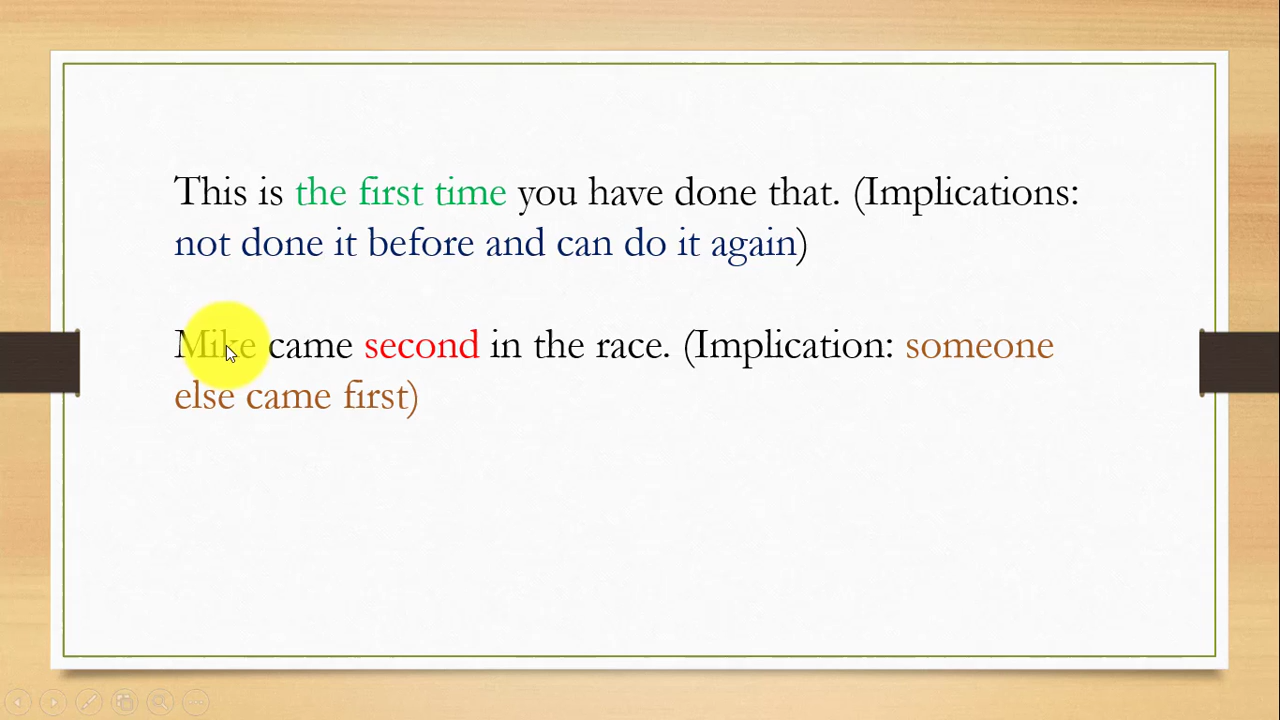 This is the first time you have done that. (Implications:
not done it before and can do it again)
Mike came second in the race. (Implication: someone
else came first)